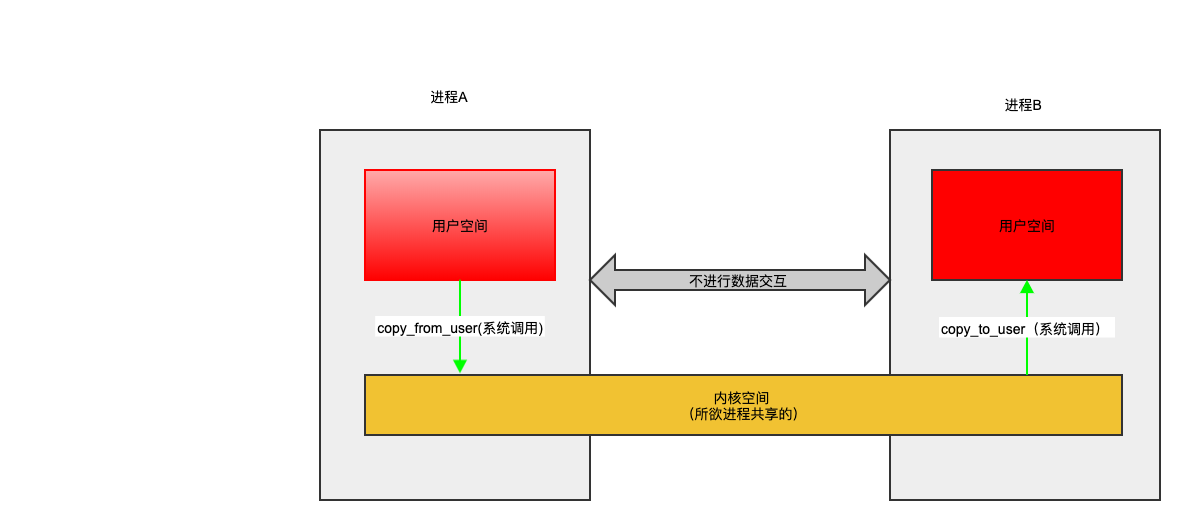 进程A
进程B
用户空间
用户空间
不进行数据交互
copy_from_user(系统调用)
copy_to_user（系统调用）
内核空间
（所欲进程共享的）